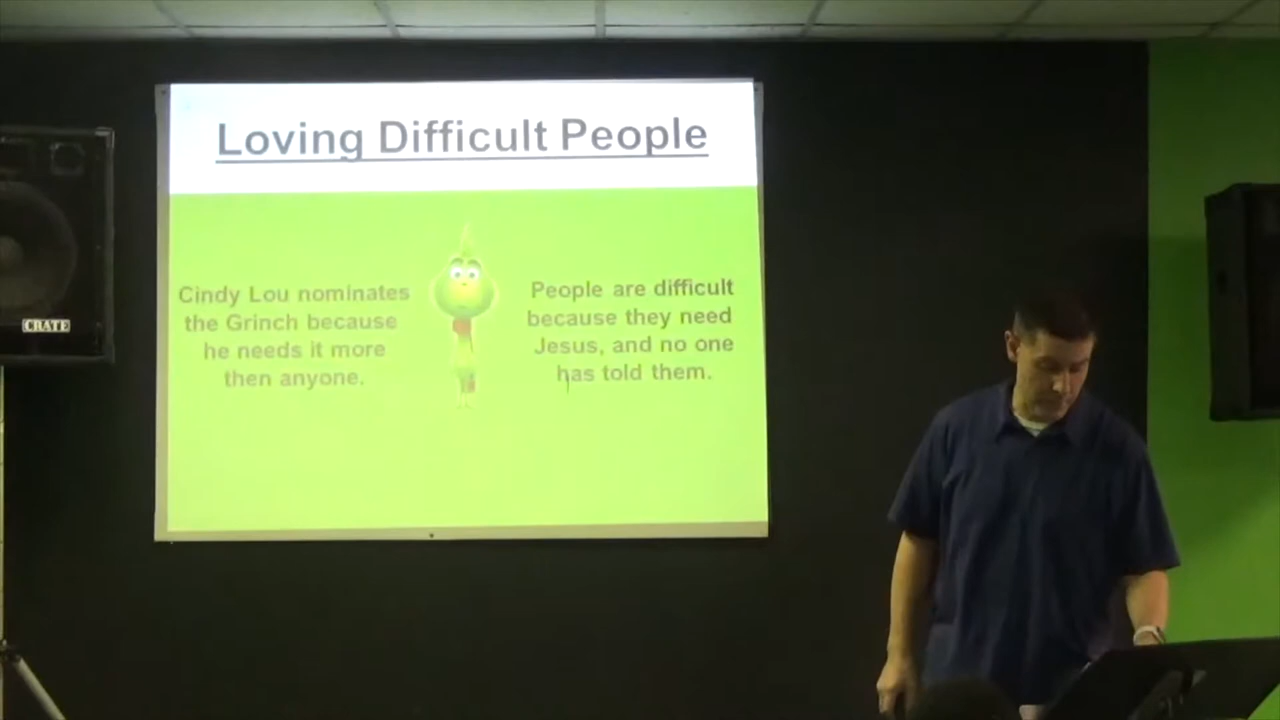 Loving Difficult People
Cindy Lou nominates
the Grinch because
he needs it more
then anyone.
People are difficult
because they need
Jesus, and no one
has told them.
CRATE